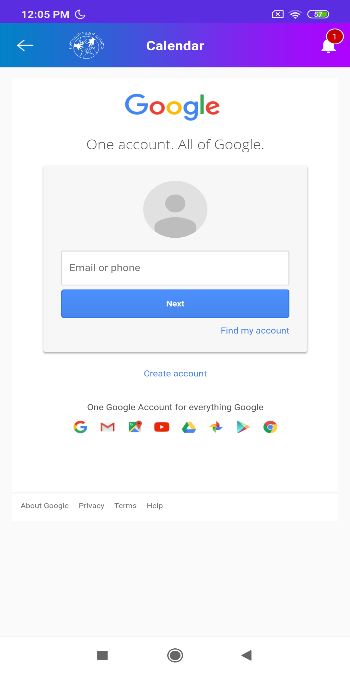 12:05 PM
57
Calendar
1
Google
One account. All of Google.
Email or phone
Next
Find my account
Create account
One Google Account for everything Google
About Google Privacy Terms Help